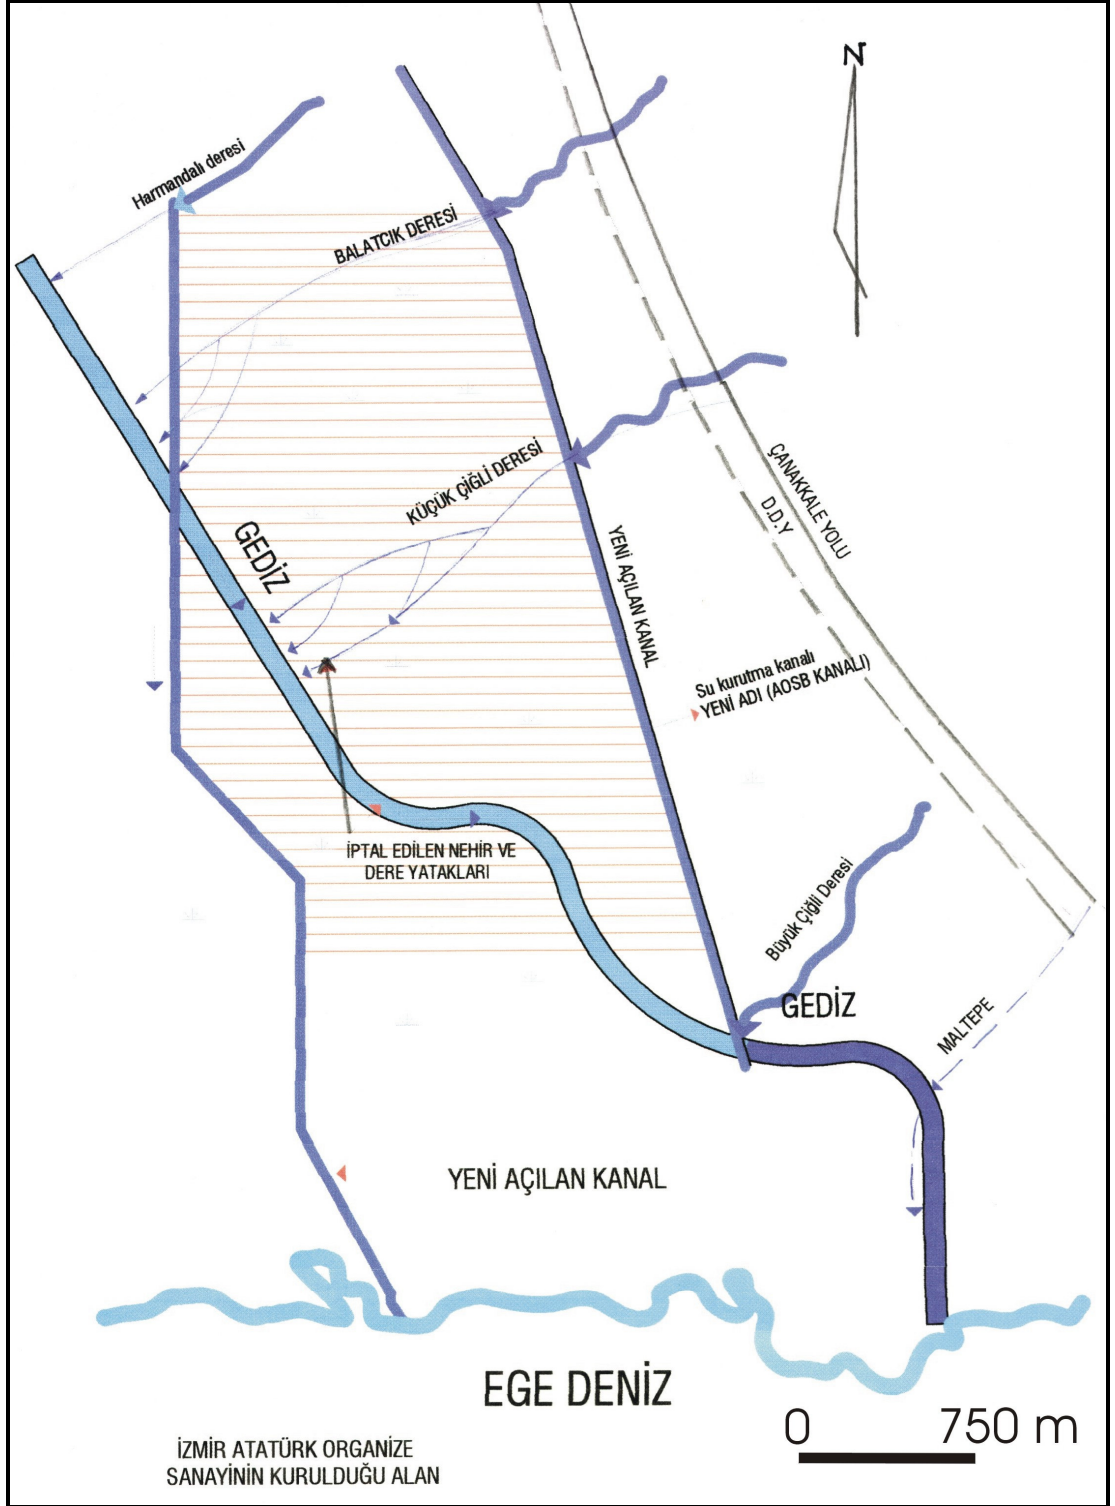 N
Harmandalı deresi
BALATCIK DERESİ
KÜÇÜK ÇİĞLİ DERESİ
ÇANAKKALE YOLU
D.D.Y
GEDİZ
YENİ AÇILAN KANAL
Su kurutma kanalı
YENİ ADI (AOSB KANALI)
İPTAL EDİLEN NEHİR VE
DERE YATAKLARI
Büyük Çiğli Deresi
GEDİZ
MALTEPE
YENİ AÇILAN KANAL
EGE DENİZ
0 750 m
İZMİR ATATÜRK ORGANİZE
SANAYİNİN KURULDUĞU ALAN